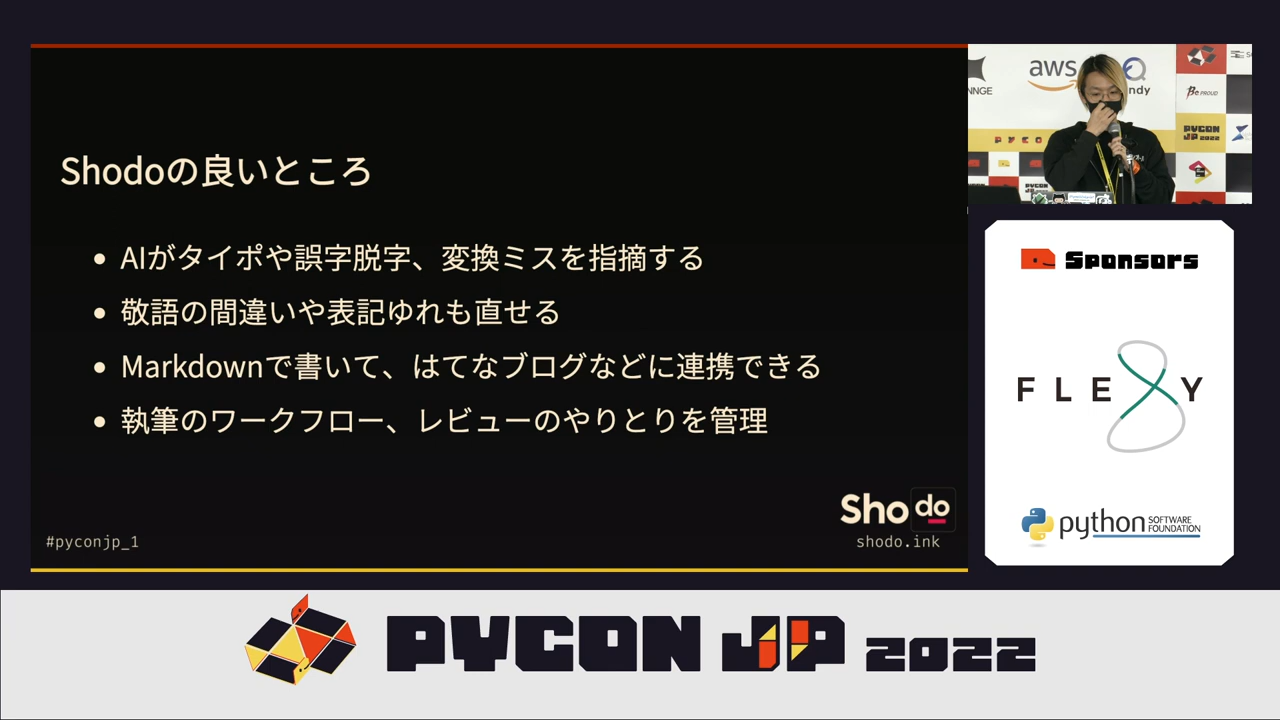 Shodoの良いところ
AIがタイポや誤字脱字、変換ミスを指摘する
敬語の間違いや表記ゆれも直せる
Markdownで書いて、はてなブログなどに連携できる
執筆のワークフロー、レビューのやりとりを管理
Shodo
#pyconjp_1
shodo.ink
aws
NNGE
ndy
Be PROUD
PYCON
JP 2022
Sponsors
FLEXY
python SOFTWARE FOUNDATION
PYCON JP 2022